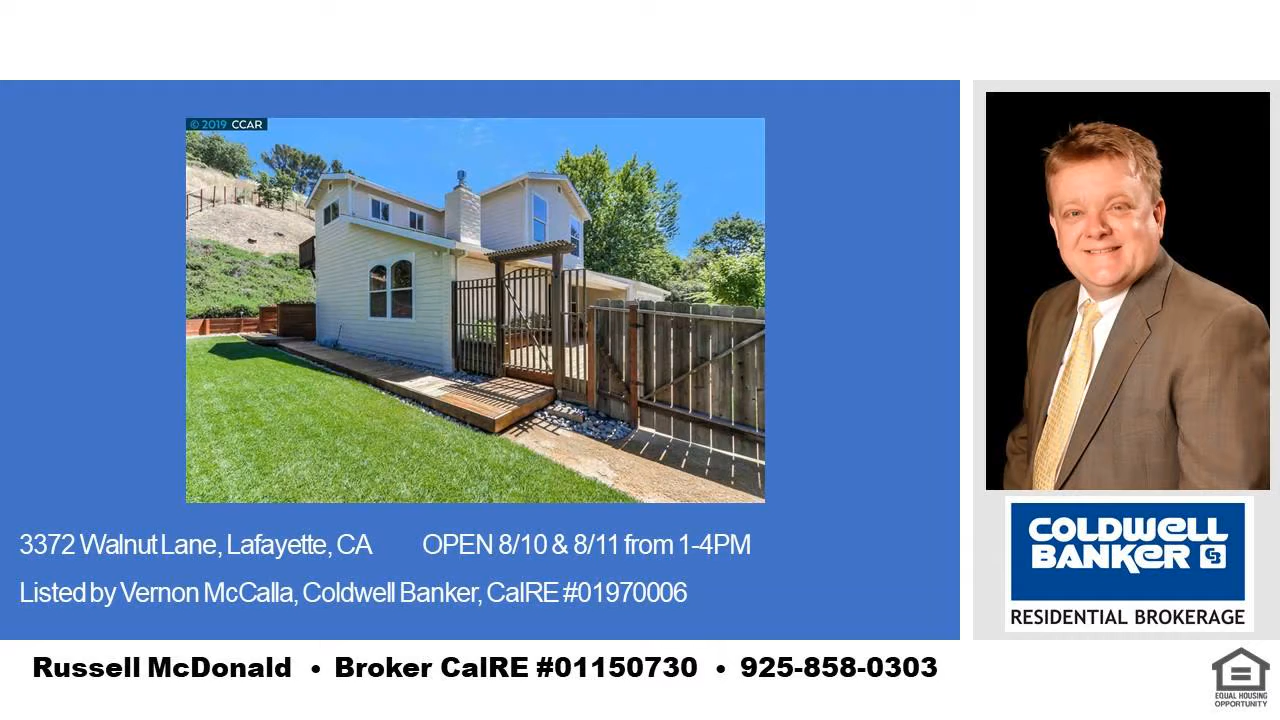 © 2019 CCAR
3372 Walnut Lane, Lafayette, CA OPEN 8/10 & 8/11 from 1-4PM
Listed by Vernon McCalla, Coldwell Banker, CalRE #01970006
COLDWELL
BANKER CB
RESIDENTIAL BROKERAGE
Russell McDonald • Broker CalRE #01150730 • 925-858-0303
EQUAL HOUSING
OPPORTUNITY